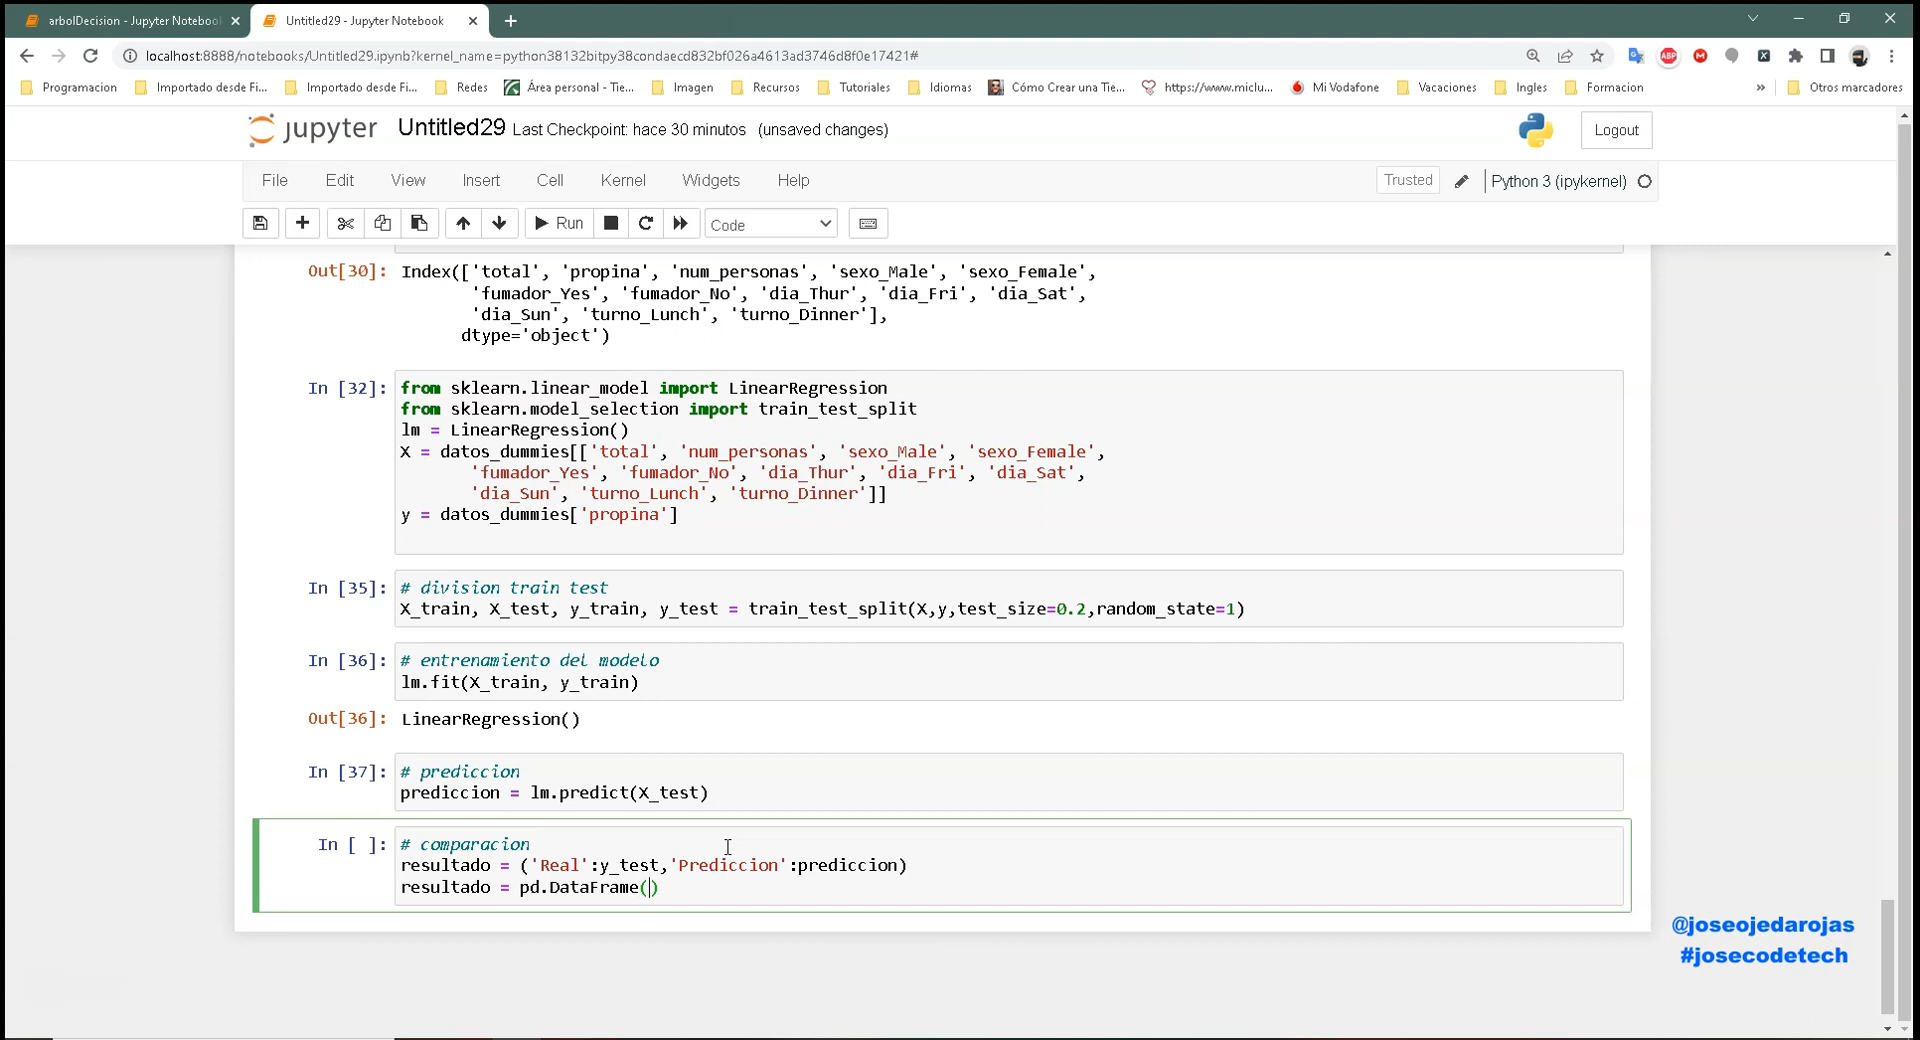 arbolDecision - Jupyter Notebook
Untitled29 - Jupyter Notebook
localhost:8888/notebooks/Untitled29.ipynb?kernel_name=python38132bitpy38condaecd832bf026a4613ad3746d8f0e17421#
Programacion
Importado desde Fi...
Importado desde Fi...
Redes
Área personal - Tie...
Imagen
Recursos
Tutoriales
Idiomas
Cómo Crear una Tie...
https://www.miclu...
Mi Vodafone
Vacaciones
Ingles
Formacion
»
Otros marcadores
jupyter Untitled29 Last Checkpoint: hace 30 minutos (unsaved changes)
Logout
File Edit View Insert Cell Kernel Widgets Help
Trusted
Python 3 (ipykernel)
Run
Code
Out[30]: Index(['total', 'propina', 'num_personas', 'sexo_Male', 'sexo_Female',
'fumador_Yes', 'fumador_No', 'dia_Thur', 'dia_Fri', 'dia_Sat',
'dia_Sun', 'turno_Lunch', 'turno_Dinner'],
dtype='object')
In [32]: from sklearn.linear_model import LinearRegression
from sklearn.model_selection import train_test_split
lm = LinearRegression()
X = datos_dummies[['total', 'num_personas', 'sexo_Male', 'sexo_Female',
'fumador_Yes', 'fumador_No', 'dia_Thur', 'dia_Fri', 'dia_Sat',
'dia_Sun', 'turno_Lunch', 'turno_Dinner']]
y = datos_dummies['propina']
In [35]: # division train test
X_train, X_test, y_train, y_test = train_test_split(X,y,test_size=0.2,random_state=1)
In [36]: # entrenamiento del modelo
lm.fit(X_train, y_train)
Out[36]: LinearRegression()
In [37]: # prediccion
prediccion = lm.predict(X_test)
In [ ]: # comparacion
resultado = ('Real':y_test,'Prediccion':prediccion)
resultado = pd.DataFrame()
@joseojedarojas
#josecodetech